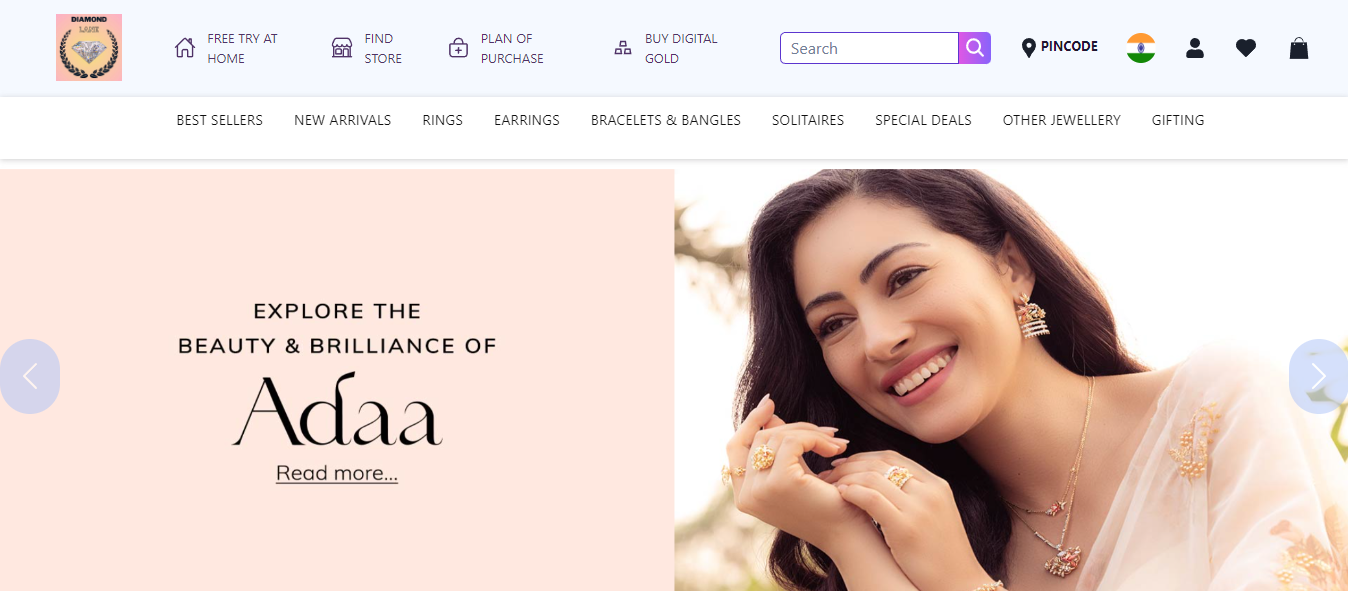 DIAMOND
LANE
FREE TRY AT
HOME
FIND
STORE
PLAN OF
PURCHASE
BUY DIGITAL
GOLD
Search
PINCODE
BEST SELLERS NEW ARRIVALS RINGS EARRINGS BRACELETS & BANGLES SOLITAIRES SPECIAL DEALS OTHER JEWELLERY GIFTING
EXPLORE THE
BEAUTY & BRILLIANCE OF
Adaa
Read more...